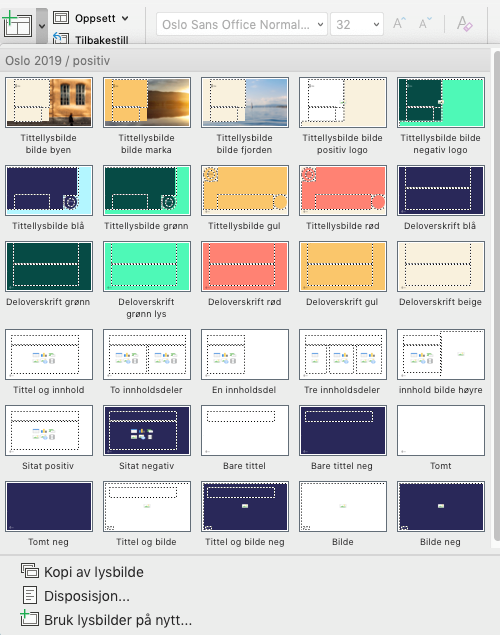 Oppsett
Oslo Sans Office Normal...
32
Tilbakestill
Oslo 2019 / positiv
Tittellysbilde bilde byen
Tittellysbilde bilde marka
Tittellysbilde bilde fjorden
Tittellysbilde bilde positiv logo
Tittellysbilde bilde negativ logo
Tittellysbilde blå
Tittellysbilde grønn
Tittellysbilde gul
Tittellysbilde rød
Deloverskrift blå
Deloverskrift grønn
Deloverskrift grønn lys
Deloverskrift rød
Deloverskrift gul
Deloverskrift beige
Tittel og innhold
To innholdsdeler
En innholdsdel
Tre innholdsdeler
innhold bilde høyre
Sitat positiv
Sitat negativ
Bare tittel
Bare tittel neg
Tomt
Tomt neg
Tittel og bilde
Tittel og bilde neg
Bilde
Bilde neg
Kopi av lysbilde
Disposisjon...
Bruk lysbilder på nytt...